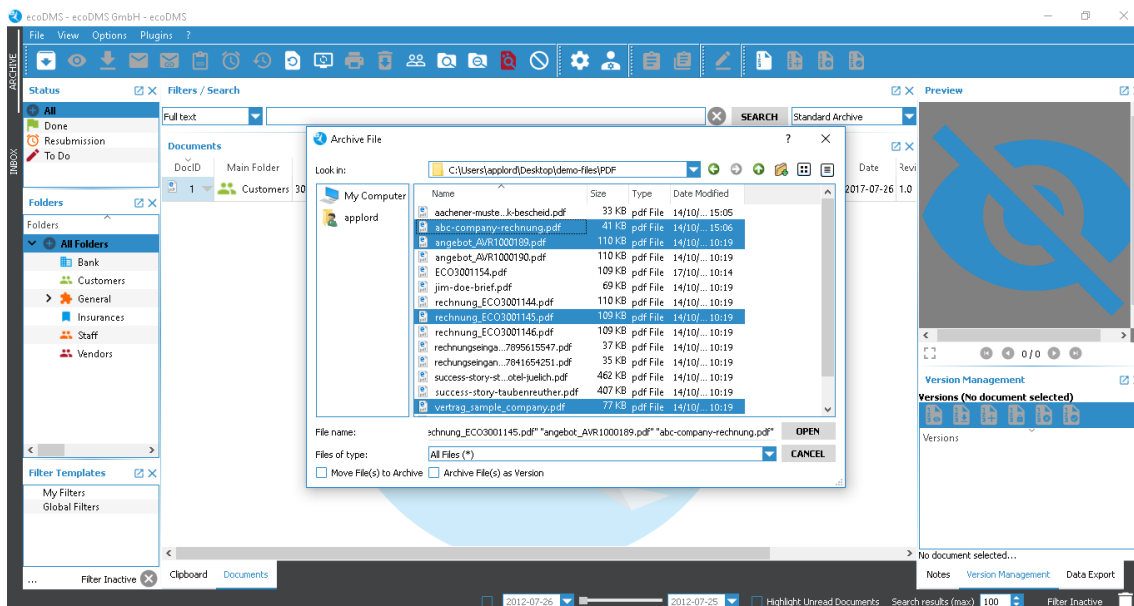 ecoDMS - ecoDMS GmbH - ecoDMS
File View Options Plugins ?
ARCHIVE
INBOX
Status
All
Done
Resubmission
To Do
Folders
Folders
All Folders
Bank
Customers
General
Insurances
Staff
Vendors
Filter Templates
My Filters
Global Filters
... Filter Inactive
Filters / Search
Full text SEARCH Standard Archive
Documents
DocID Main Folder Date Revi
1 Customers 30 2017-07-26 1.0
Archive File ?
Look in: C:\Users\applord\Desktop\demo-files\PDF
My Computer
applord
Name Size Type Date Modified
aachener-muste...k-bescheid.pdf 33 KB pdf File 14/10/... 15:05
abc-company-rechnung.pdf 41 KB pdf File 14/10/... 15:06
angebot_AVR1000189.pdf 110 KB pdf File 14/10/... 10:19
angebot_AVR1000190.pdf 110 KB pdf File 14/10/... 10:19
ECO3001154.pdf 109 KB pdf File 17/10/... 10:14
jim-doe-brief.pdf 69 KB pdf File 14/10/... 10:19
rechnung_ECO3001144.pdf 110 KB pdf File 14/10/... 10:19
rechnung_ECO3001145.pdf 109 KB pdf File 14/10/... 10:19
rechnung_ECO3001146.pdf 109 KB pdf File 14/10/... 10:19
rechnungseinga...7895615547.pdf 37 KB pdf File 14/10/... 10:19
rechungseingan...7841654251.pdf 35 KB pdf File 14/10/... 10:19
success-story-st...otel-juelich.pdf 462 KB pdf File 14/10/... 10:19
success-story-taubenreuther.pdf 407 KB pdf File 14/10/... 10:19
vertrag_sample_company.pdf 77 KB pdf File 14/10/... 10:19
File name: echnung_ECO3001145.pdf" "angebot_AVR1000189.pdf" "abc-company-rechnung.pdf" OPEN
Files of type: All Files (*) CANCEL
Move File(s) to Archive Archive File(s) as Version
Clipboard Documents
Preview
0/0
Version Management
Versions (No document selected)
Versions
No document selected...
Notes Version Management Data Export
2012-07-26 2012-07-25 Highlight Unread Documents Search results (max) 100 Filter Inactive